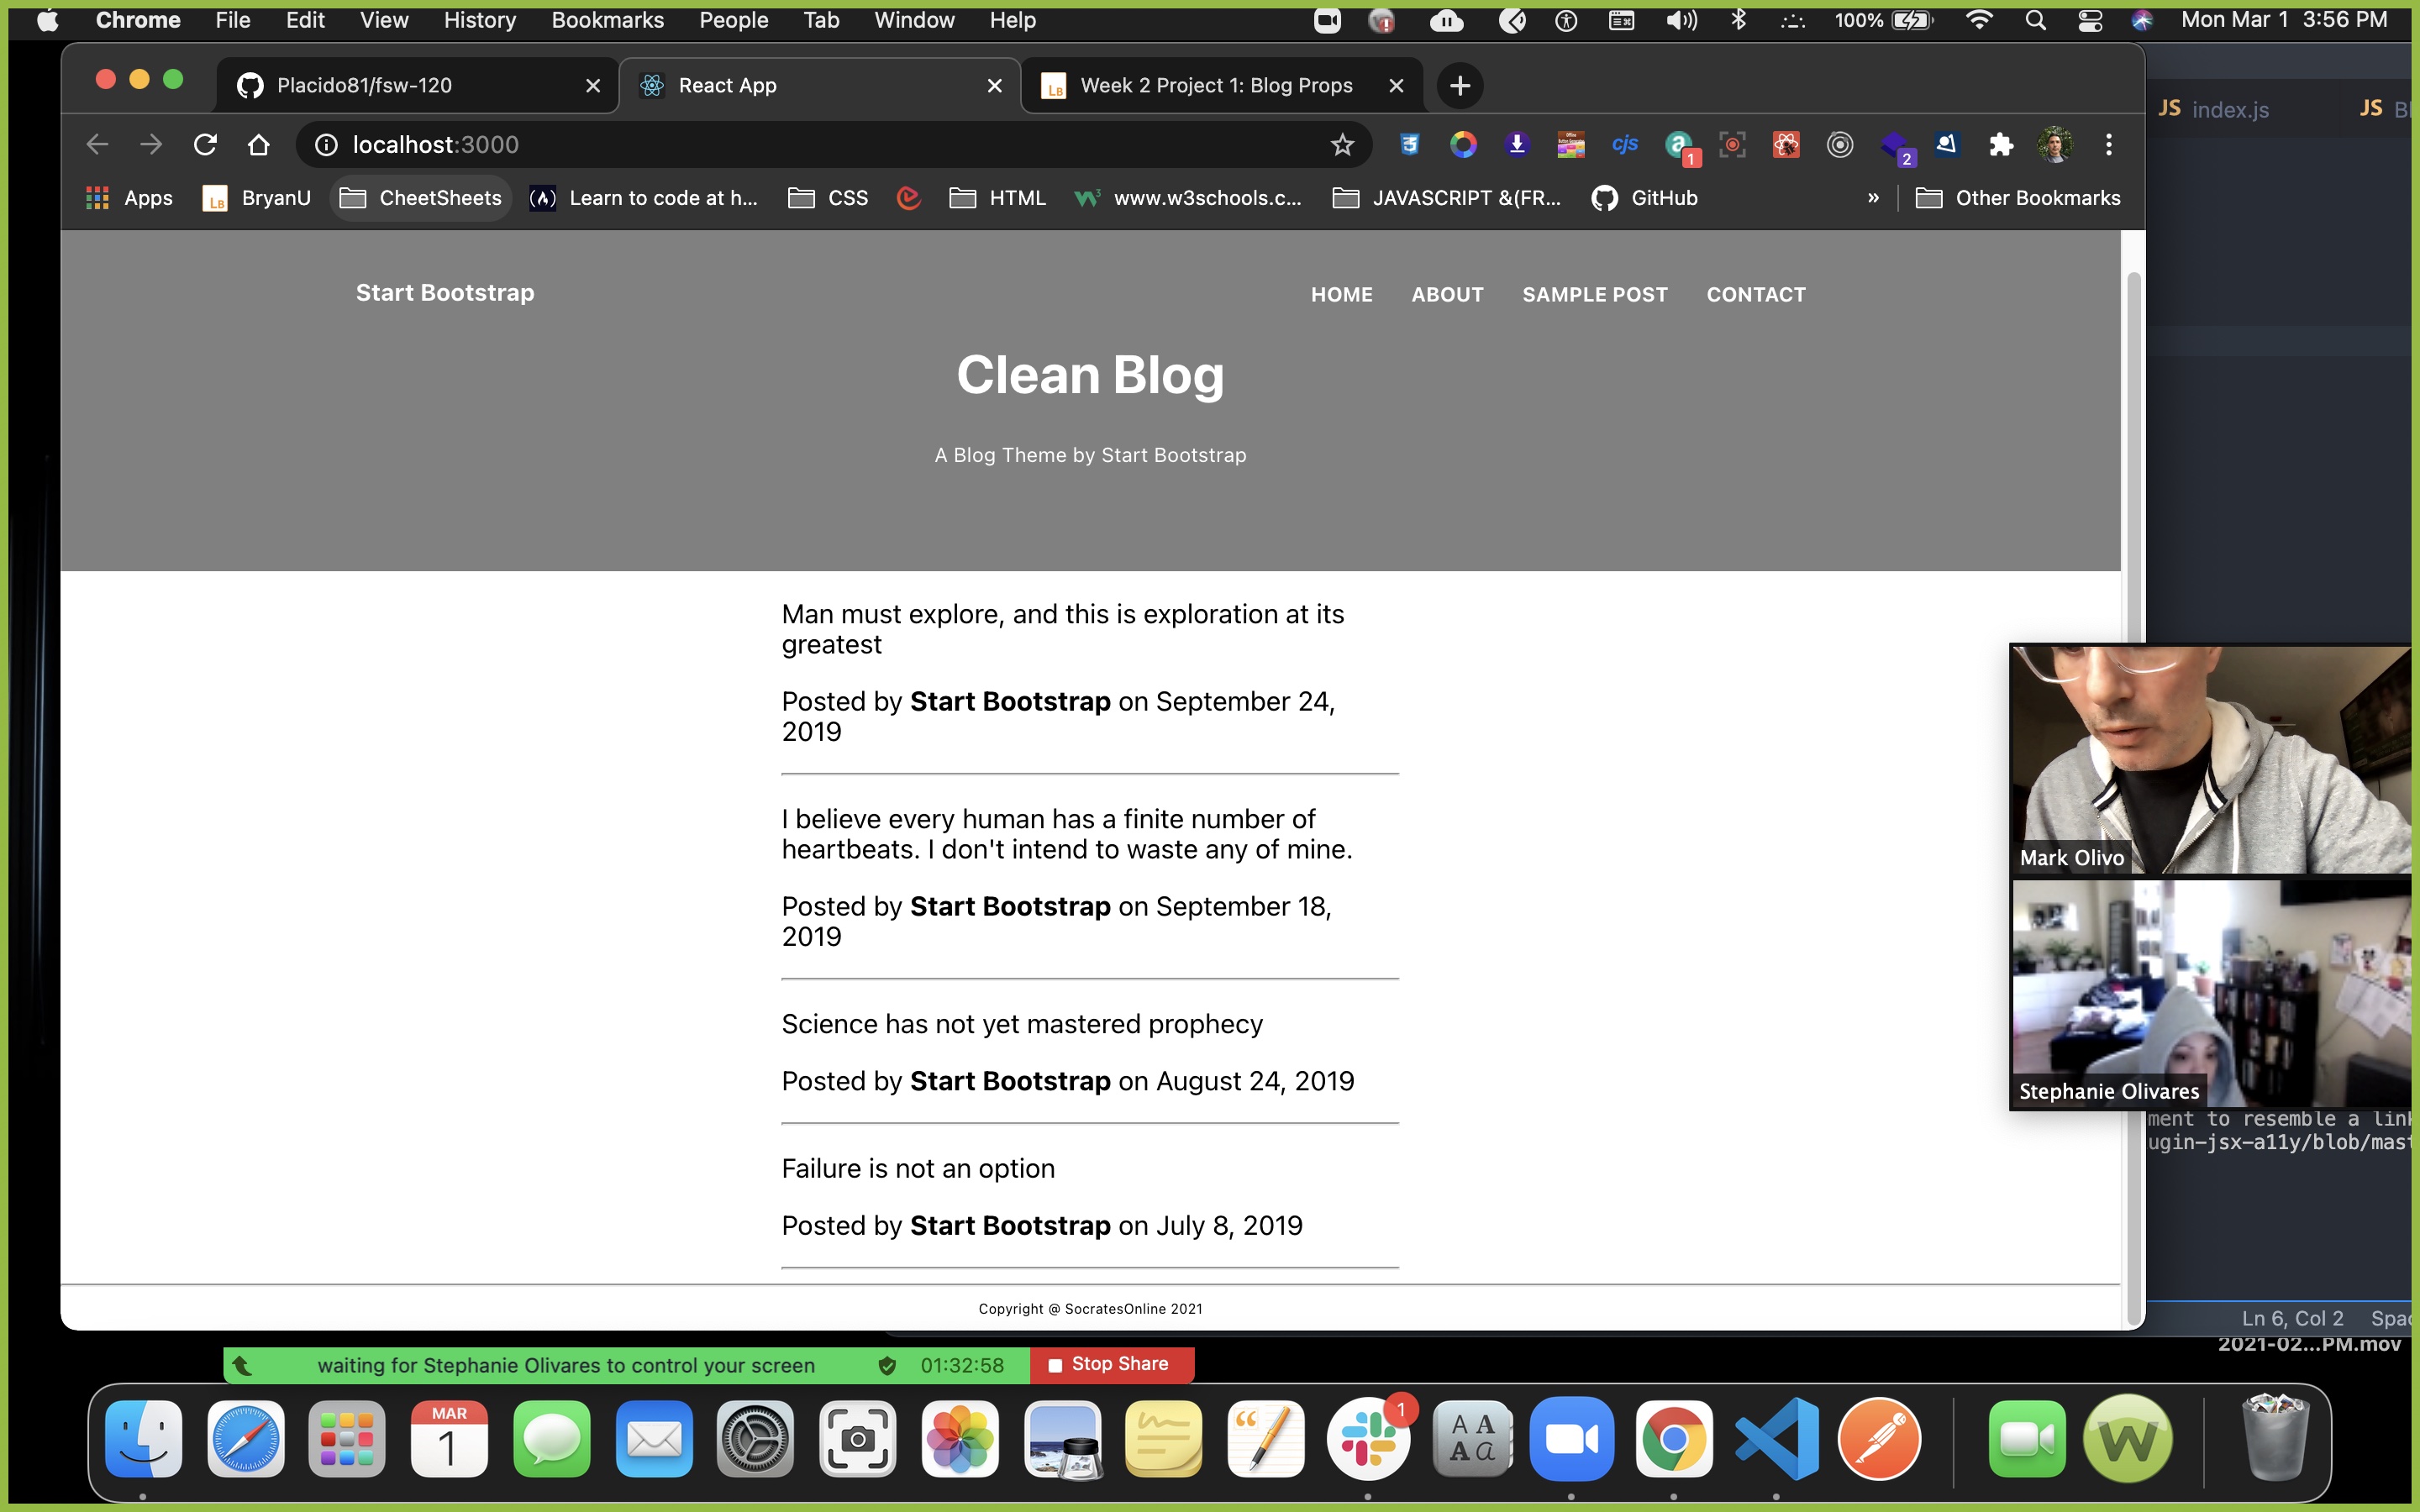 Chrome File Edit View History Bookmarks People Tab Window Help 100% Mon Mar 1 3:56 PM
Placido81/fsw-120 React App Week 2 Project 1: Blog Props
JS index.js JS
localhost:3000 cjs 1 2
Apps BryanU CheetSheets Learn to code at h... CSS HTML www.w3schools.c... JAVASCRIPT &(FR... GitHub » Other Bookmarks
Start Bootstrap HOME ABOUT SAMPLE POST CONTACT
Clean Blog
A Blog Theme by Start Bootstrap
Man must explore, and this is exploration at its
greatest
Posted by Start Bootstrap on September 24,
2019
I believe every human has a finite number of
heartbeats. I don't intend to waste any of mine.
Posted by Start Bootstrap on September 18,
2019
Science has not yet mastered prophecy
Posted by Start Bootstrap on August 24, 2019
Failure is not an option
Posted by Start Bootstrap on July 8, 2019
Copyright @ SocratesOnline 2021
Mark Olivo
Stephanie Olivares
ment to resemble a link
ugin-jsx-a11y/blob/mast
Ln 6, Col 2 Spac
2021-02...PM.mov
waiting for Stephanie Olivares to control your screen 01:32:58 Stop Share
MAR
1
1